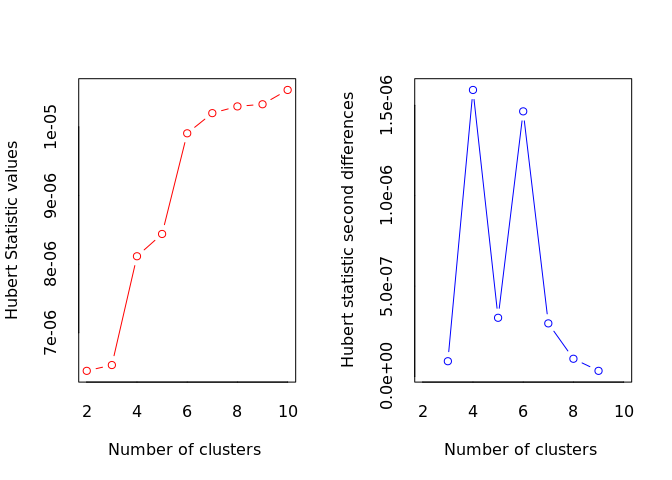 Hubert Statistic values
7e-06 8e-06 9e-06 1e-05
2 4 6 8 10
Number of clusters
Hubert statistic second differences
0.0e+00 5.0e-07 1.0e-06 1.5e-06
2 4 6 8 10
Number of clusters